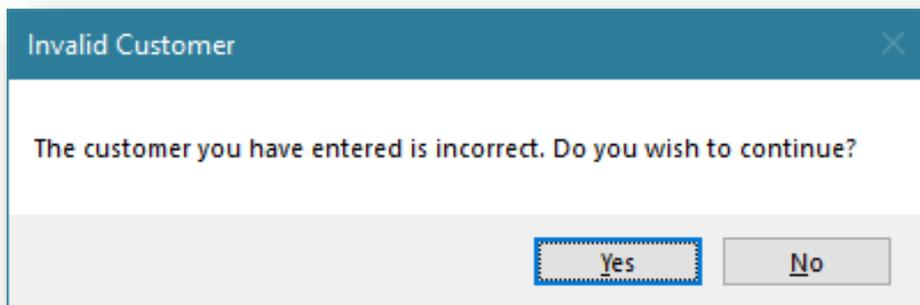 Invalid Customer
The customer you have entered is incorrect. Do you wish to continue?
Yes
No